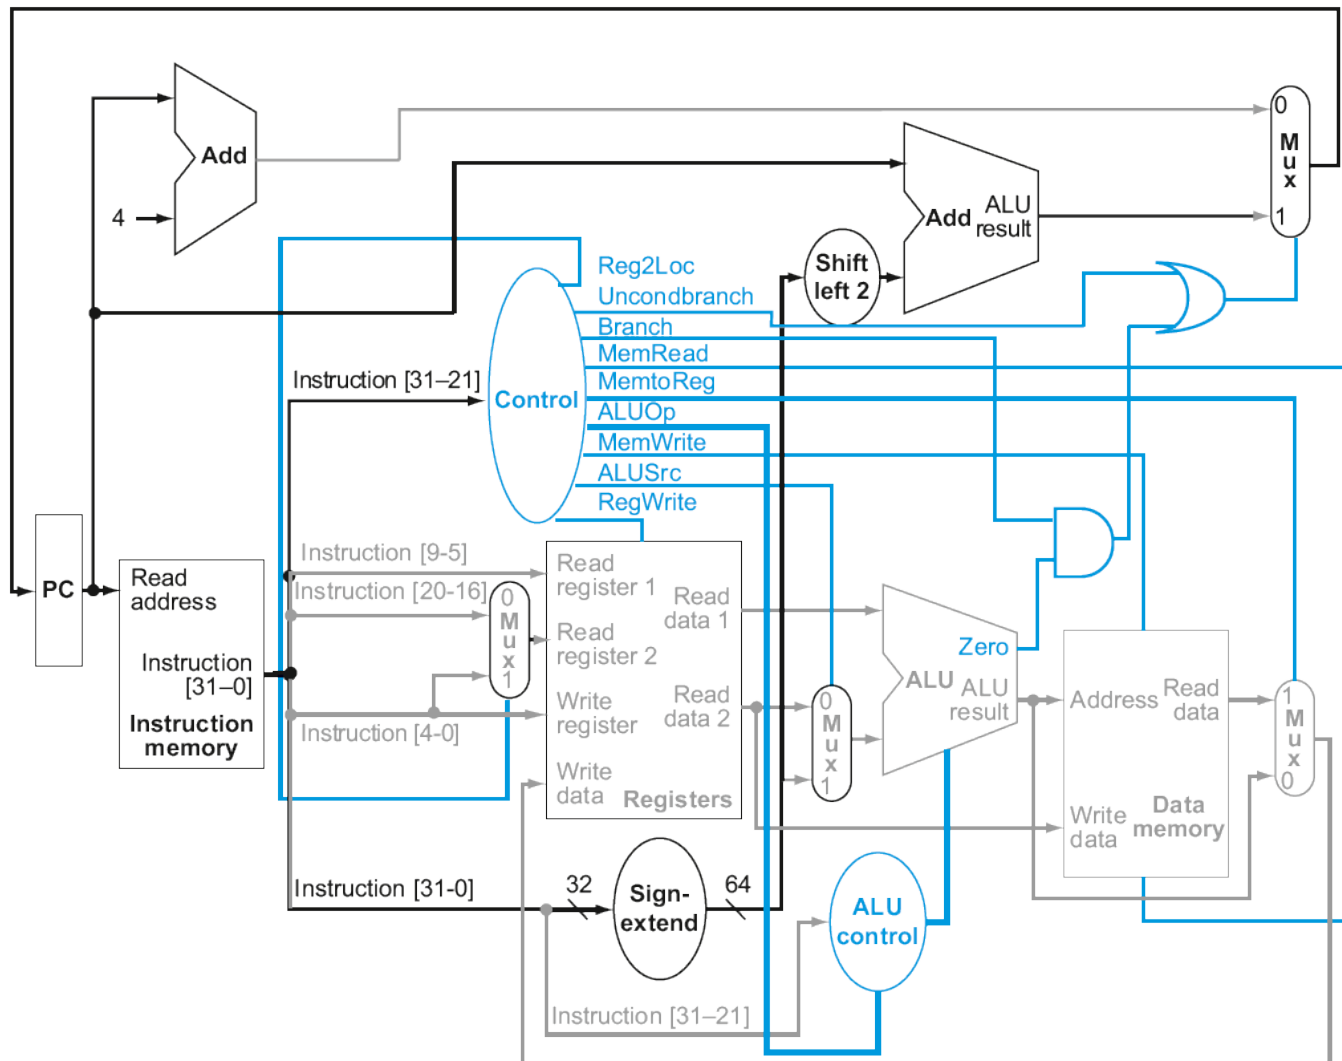 0
M
u
x
1
Add
4
Add
ALU
result
Shift
left 2
Reg2Loc
Uncondbranch
Branch
MemRead
MemtoReg
ALUOp
MemWrite
ALUSrc
RegWrite
Instruction [31–21]
Control
PC
Read
address
Instruction
[31–0]
Instruction
memory
Instruction [9-5]
Instruction [20-16]
Instruction [4-0]
0
M
u
x
1
Read
register 1
Read
register 2
Write
register
Write
data
Read
data 1
Read
data 2
Registers
0
M
u
x
1
Zero
ALU
ALU
result
Address
Read
data
Write
data
Data
memory
1
M
u
x
0
Instruction [31-0]
32
Sign-
extend
64
ALU
control
Instruction [31–21]